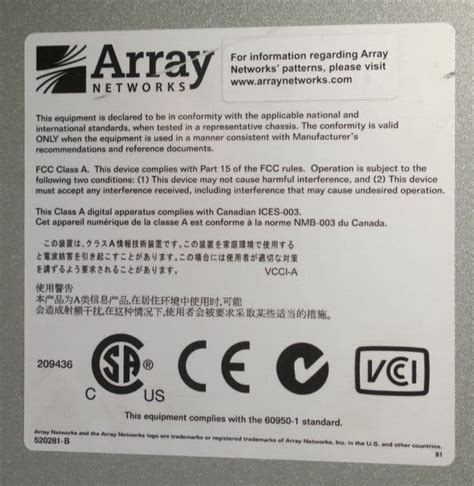 Array
NETWORKS
For information regarding Array
Networks' patterns, please visit
www.arraynetworks.com
This equipment is declared to be in conformity with the applicable national and
international standards, when tested in a representative chassis. The conformity is valid
ONLY when the equipment is used in a manner consistent with Manufacturer's
recommendations and reference documents.
FCC Class A. This device complies with Part 15 of the FCC rules. Operation is subject to the
following two conditions: (1) This device may not cause harmful interference, and (2) This device
must accept any interference received, including interference that may cause undesired operation.
This Class A digital apparatus complies with Canadian ICES-003.
Cet appareil numérique de la classe A est conforme à la norme NMB-003 du Canada.
この装置は、クラスA情報技術装置です。この装置を家庭環境で使用する
と電波妨害を引き起こすことがあります。この場合には使用者が適切な対策
を講ずるよう要求されることがあります。 VCCI-A
使用警告
本产品为A类信息产品,在居住环境中使用时,可能
会造成射频干扰,在这种情况下,使用者会被要求采取某些适当的措施。
209436
C SA ® US
CE
VCI
This equipment complies with the 60950-1 standard.
Array Networks and the Array Networks logo are trademarks or registered trademarks of Array Networks, Inc. in the U.S. and other countries.
520281-B
B1